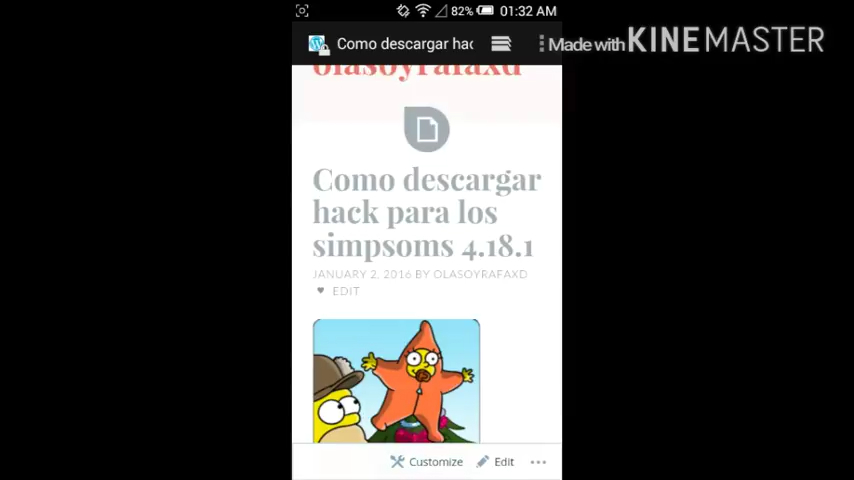 82% 01:32 AM
Como descargar hac
Made with KINEMASTER
olasoyrafaxd
Como descargar
hack para los
simpsoms 4.18.1
JANUARY 2, 2016 BY OLASOYRAFAXD
EDIT
Customize Edit